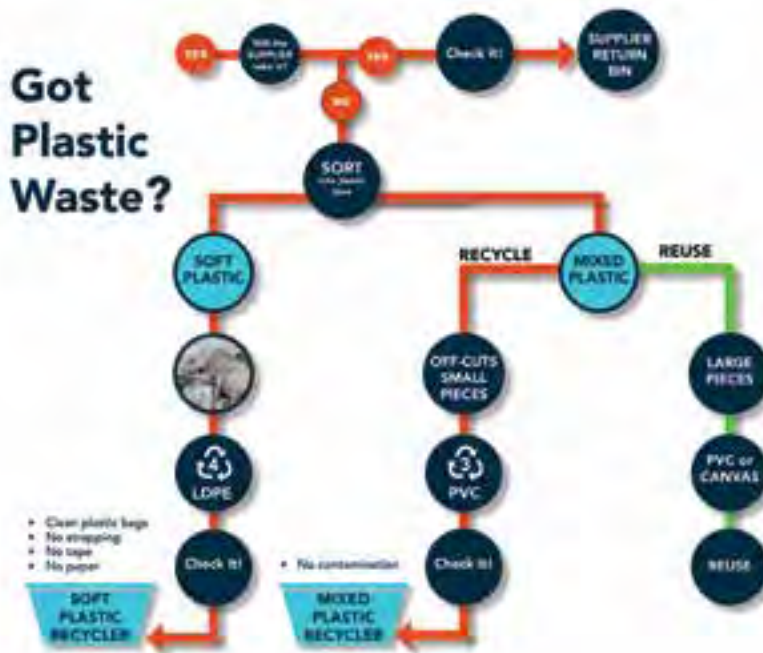 Got
Plastic
Waste?
YES
Will the
SUPPLIER
take it?
YES
Check It!
SUPPLIER
RETURN
BIN
NO
SORT
SOFT
PLASTIC
RECYCLE
MIXED
PLASTIC
REUSE
OFF-CUTS
SMALL
PIECES
LARGE
PIECES
4
LDPE
3
PVC
PVC or
CANVAS
• Clean plastic bags
• No strapping
• No tape
• No paper
Check It!
• No contamination
Check It!
REUSE
SOFT
PLASTIC
RECYCLER
MIXED
PLASTIC
RECYCLER